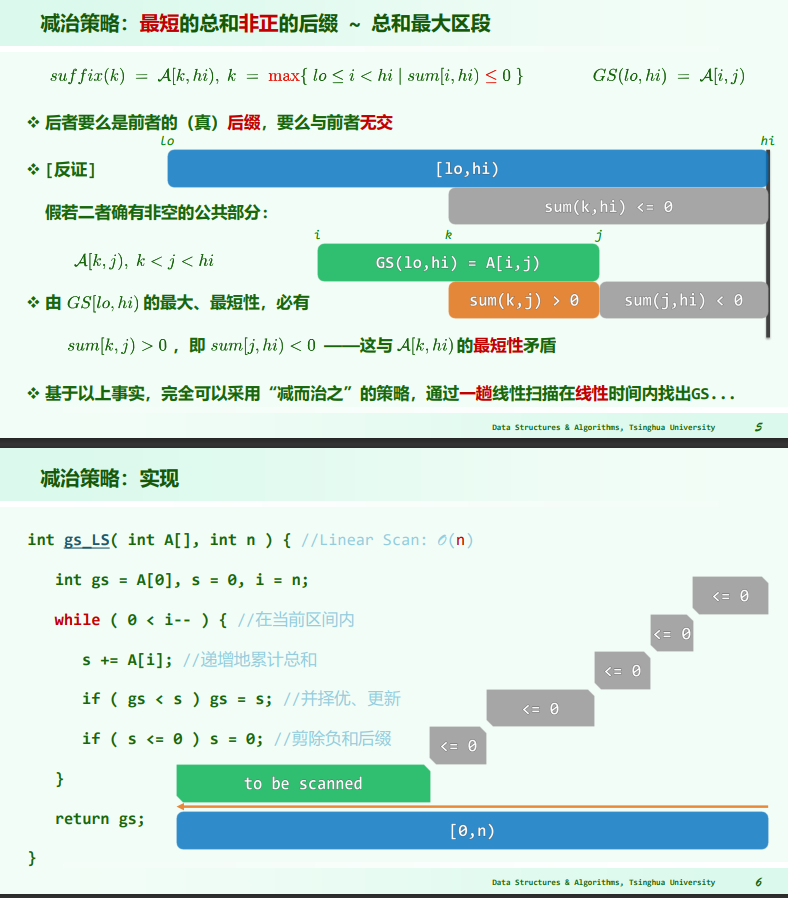 减治策略：最短的总和非正的后缀 ~ 总和最大区段
suffix(k) = A[k, hi), k = max{ lo ≤ i < hi | sum[i, hi) ≤ 0 }    GS(lo, hi) = A[i, j)
❖ 后者要么是前者的（真）后缀，要么与前者无交
lo    hi
❖ [反证]    [lo,hi)
假若二者确有非空的公共部分：    sum(k,hi) <= 0
i    k    j
A[k, j), k < j < hi    GS(lo,hi) = A[i,j)
❖ 由 GS[lo, hi) 的最大、最短性，必有    sum(k,j) > 0    sum(j,hi) < 0
sum[k, j) > 0 ，即 sum[j, hi) < 0 ——这与 A[k, hi) 的最短性矛盾
❖ 基于以上事实，完全可以采用“减而治之”的策略，通过一趟线性扫描在线性时间内找出GS...
Data Structures & Algorithms, Tsinghua University    5
减治策略：实现
int gs_LS( int A[], int n ) { //Linear Scan: O(n)
int gs = A[0], s = 0, i = n;
<= 0
while ( 0 < i-- ) { //在当前区间内
<= 0
s += A[i]; //递增地累计总和
<= 0
if ( gs < s ) gs = s; //并择优、更新
<= 0
if ( s <= 0 ) s = 0; //剪除负和后缀
<= 0
}    to be scanned
return gs;    [0,n)
}
Data Structures & Algorithms, Tsinghua University    6